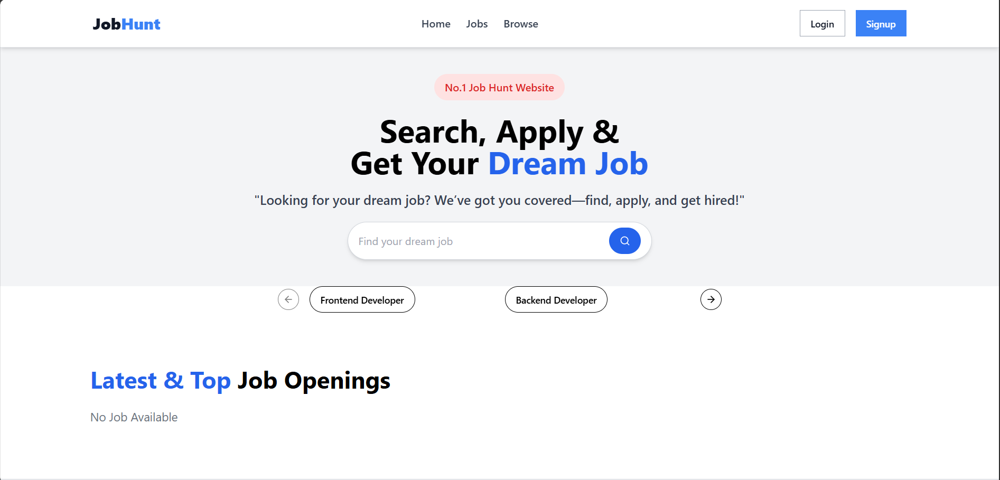 JobHunt
Home Jobs Browse
Login Signup
No.1 Job Hunt Website
Search, Apply &
Get Your Dream Job
"Looking for your dream job? We’ve got you covered—find, apply, and get hired!"
Find your dream job
Frontend Developer Backend Developer
Latest & Top Job Openings
No Job Available